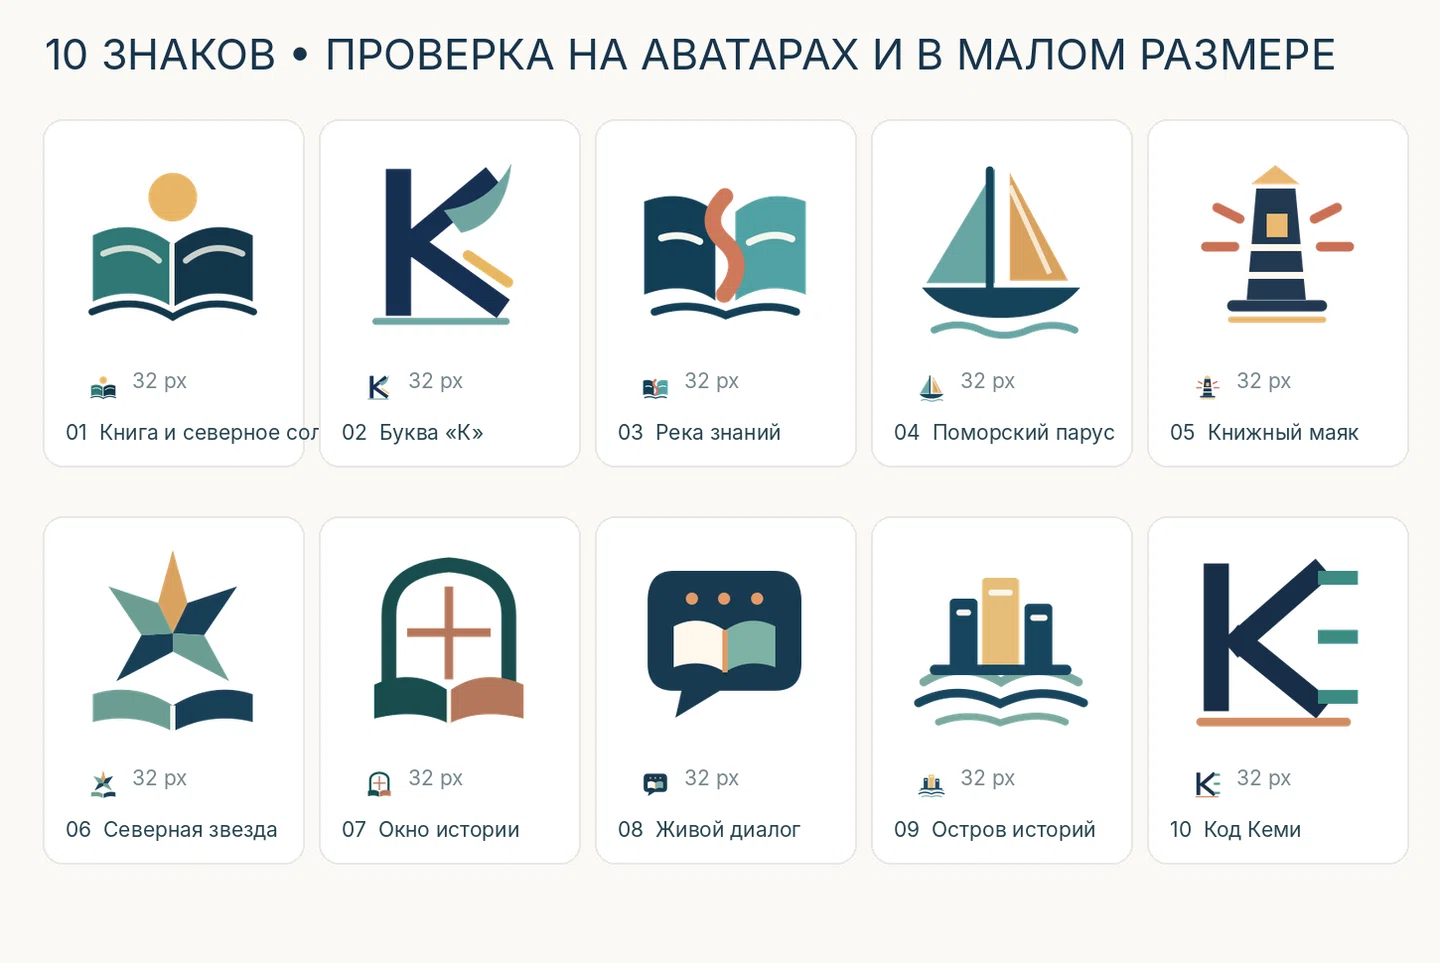 10 ЗНАКОВ • ПРОВЕРКА НА АВАТАРАХ И В МАЛОМ РАЗМЕРЕ
32 px
32 px
32 px
32 px
32 px
01 Книга и северное сол
02 Буква «К»
03 Река знаний
04 Поморский парус
05 Книжный маяк
32 px
32 px
32 px
32 px
32 px
06 Северная звезда
07 Окно истории
08 Живой диалог
09 Остров историй
10 Код Кеми